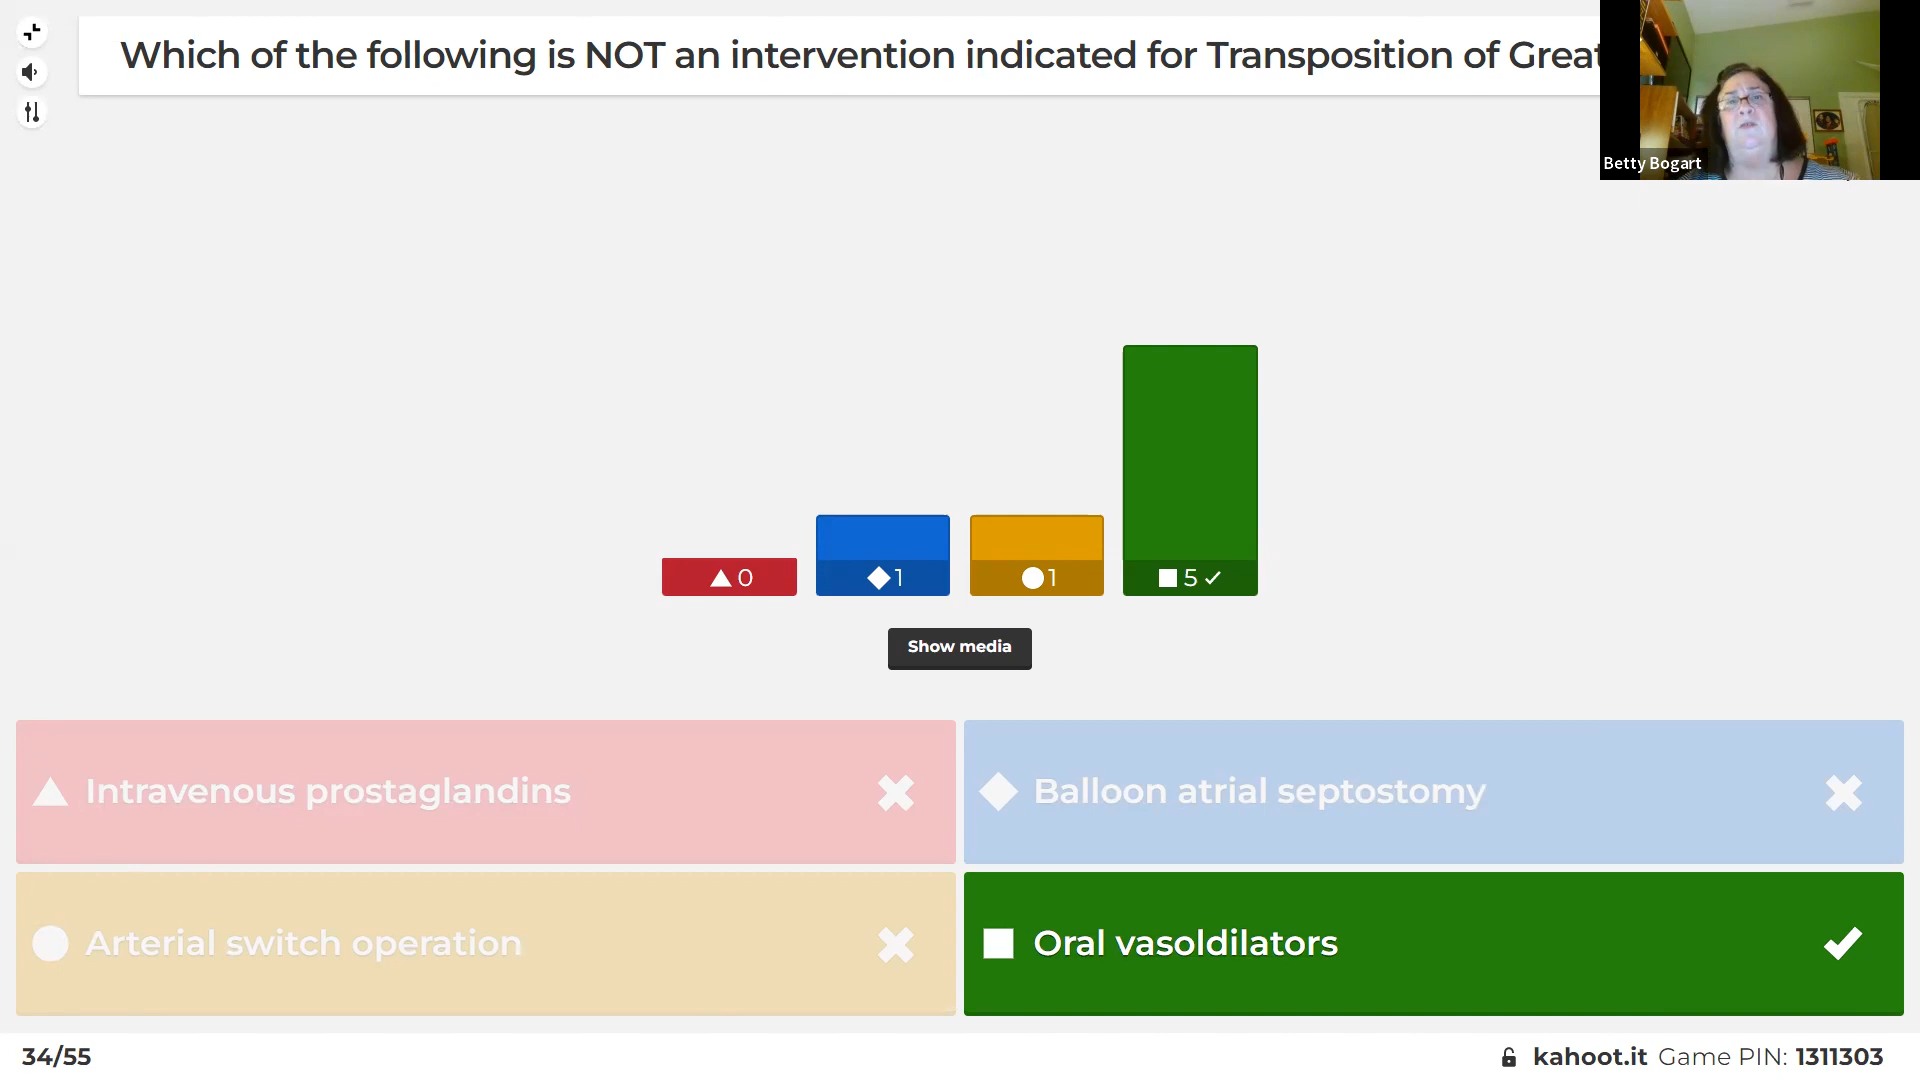 Which of the following is NOT an intervention indicated for Transposition of Great
Betty Bogart
0
1
1
5
Show media
Intravenous prostaglandins
Balloon atrial septostomy
Arterial switch operation
Oral vasoldilators
34/55
kahoot.it Game PIN: 1311303